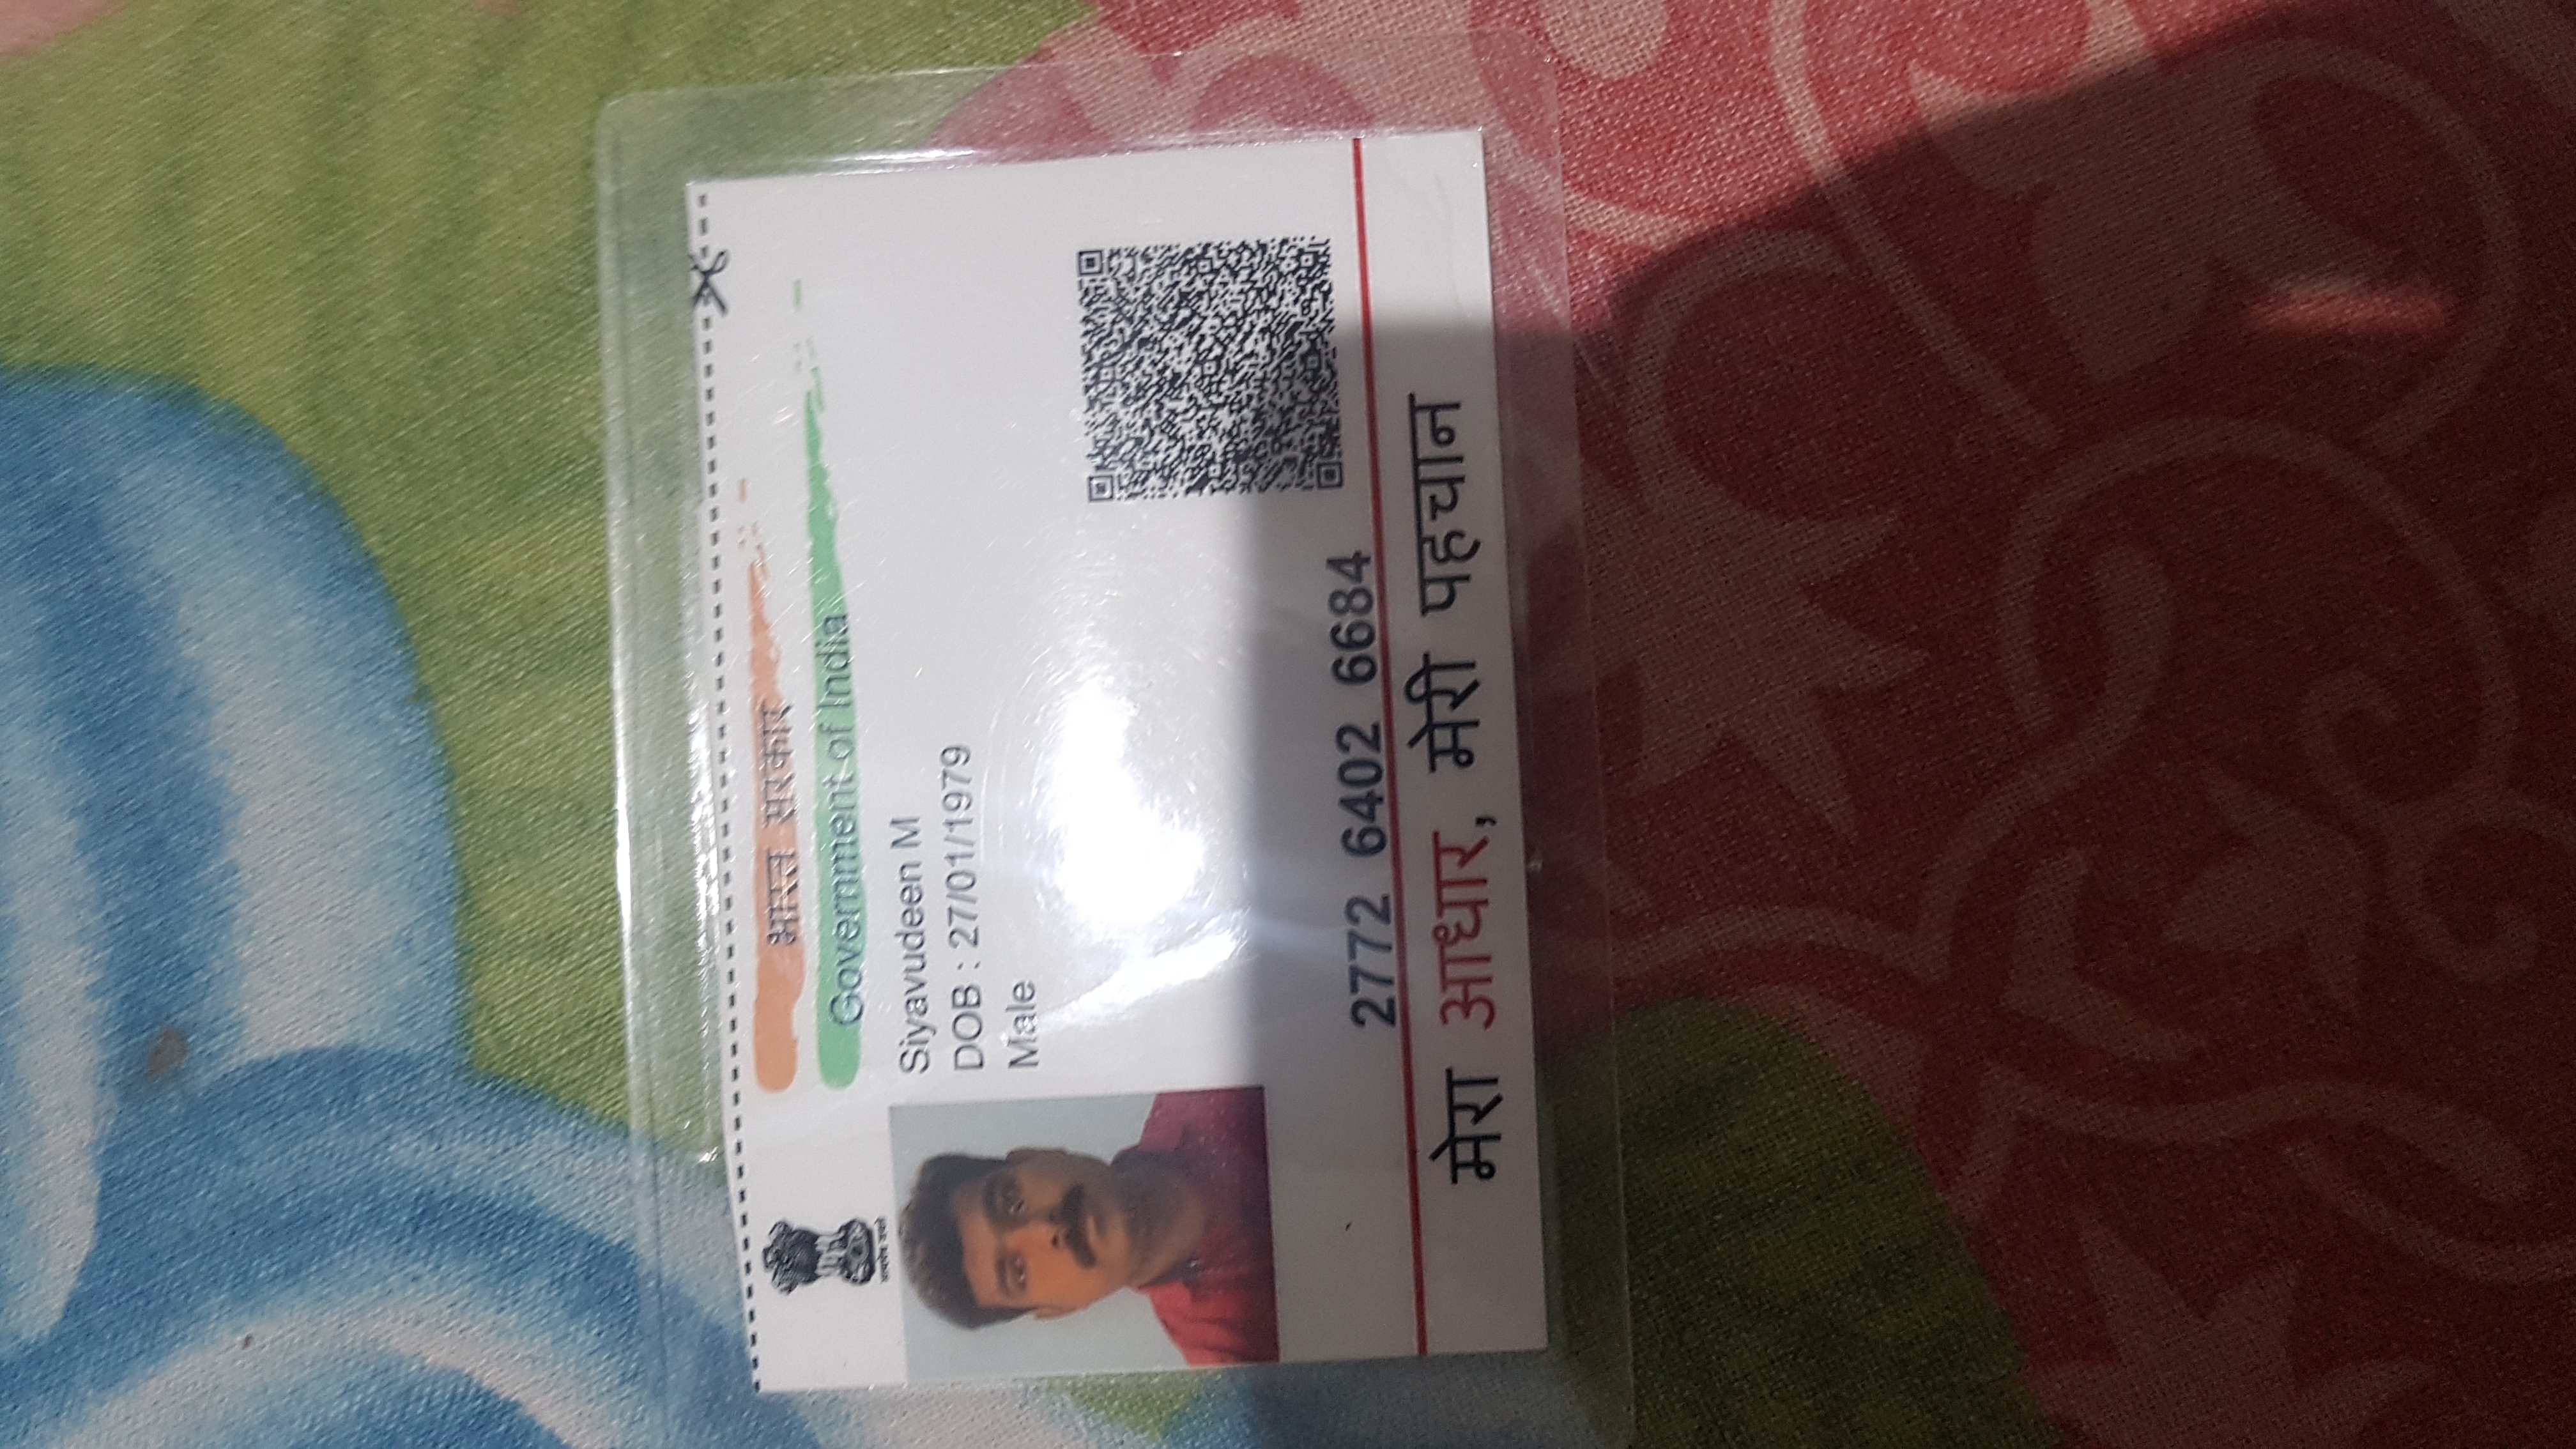 भारत सरकार
Government of India
सत्यमेव जयते
Siyavudeen M
DOB : 27/01/1979
Male
2772 6402 6684
मेरा आधार, मेरी पहचान